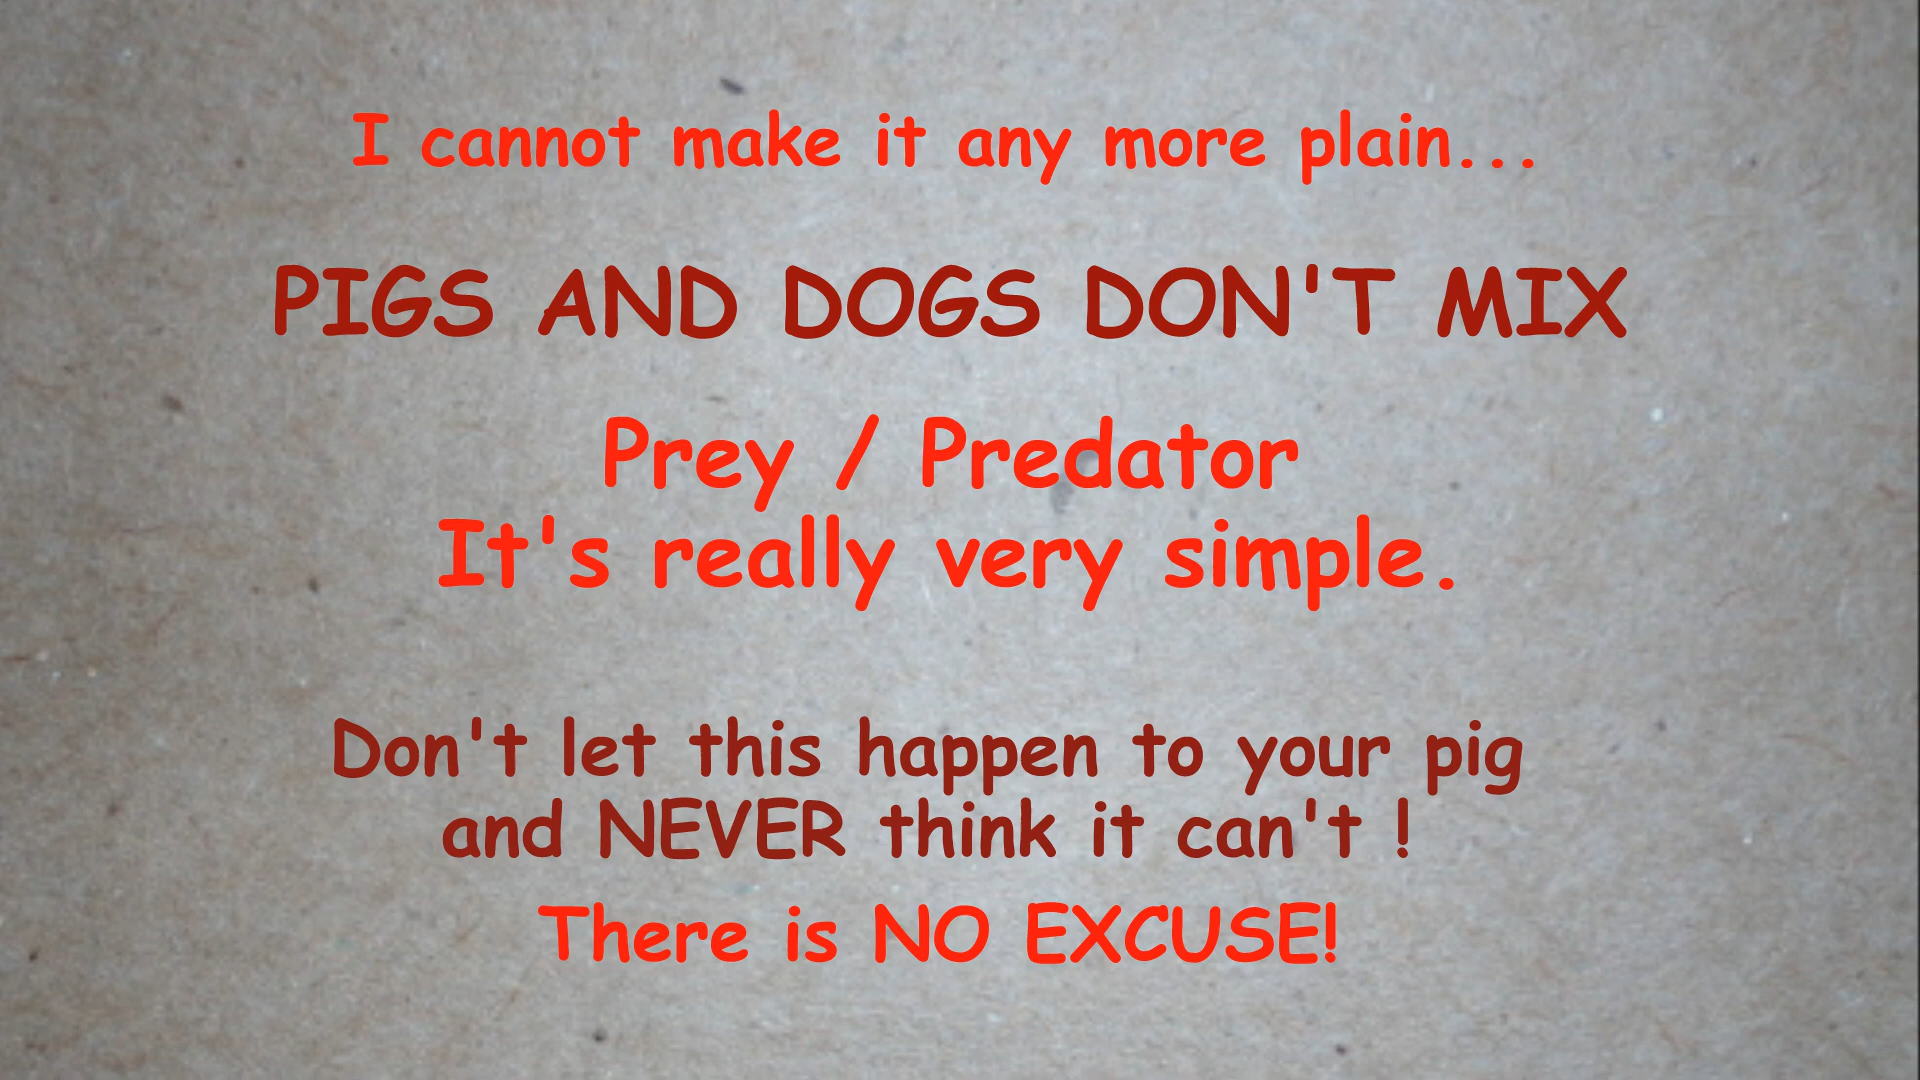 I cannot make it any more plain...
PIGS AND DOGS DON'T MIX
Prey / Predator
It's really very simple.
Don't let this happen to your pig
and NEVER think it can't !
There is NO EXCUSE!